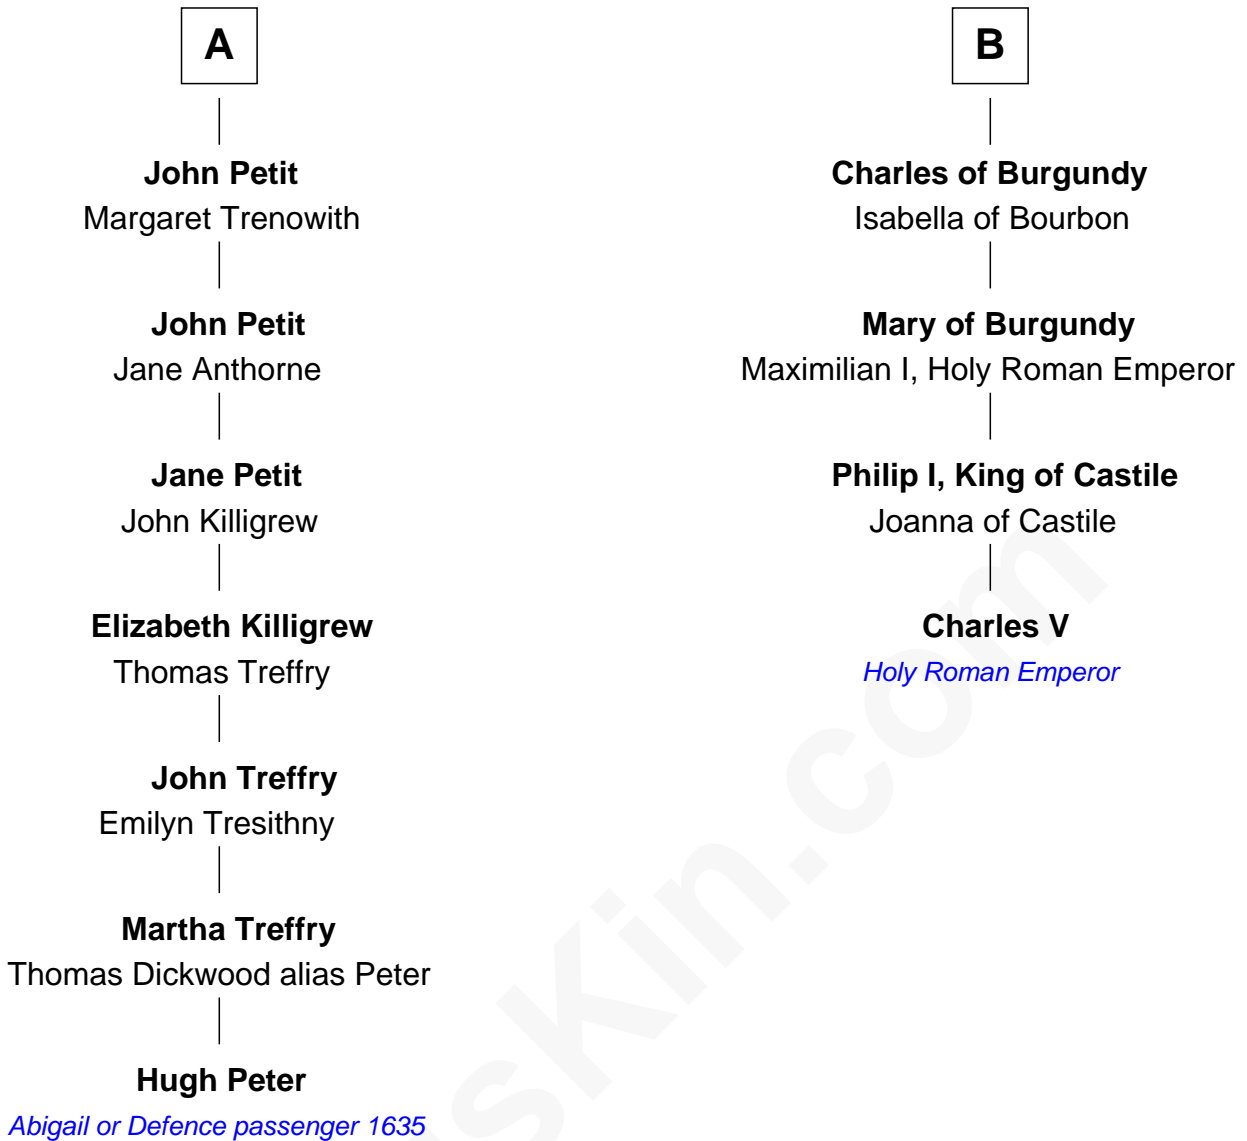 A
John Petit
Margaret Trenowith
John Petit
Jane Anthorne
Jane Petit
John Killigrew
Elizabeth Killigrew
Thomas Treffry
John Treffry
Emilyn Tresithny
Martha Treffry
Thomas Dickwood alias Peter
Hugh Peter
Abigail or Defence passenger 1635
B
Charles of Burgundy
Isabella of Bourbon
Mary of Burgundy
Maximilian I, Holy Roman Emperor
Philip I, King of Castile
Joanna of Castile
Charles V
Holy Roman Emperor